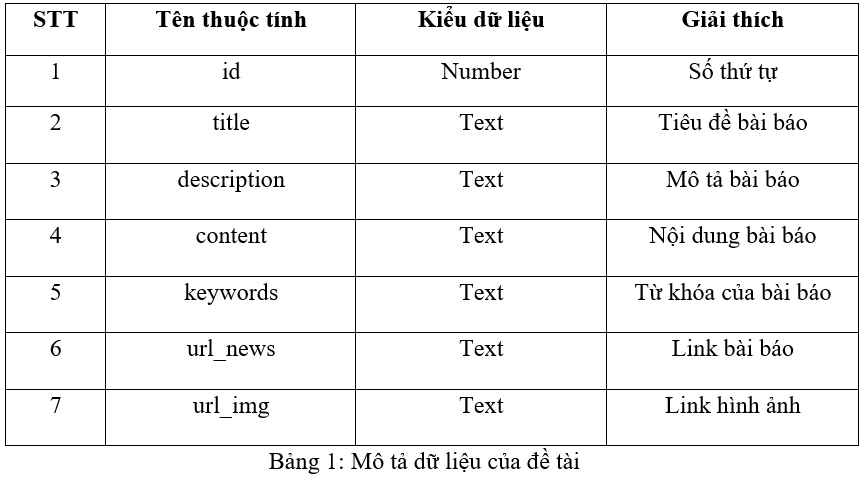 STT Tên thuộc tính Kiểu dữ liệu Giải thích
1 id Number Số thứ tự
2 title Text Tiêu đề bài báo
3 description Text Mô tả bài báo
4 content Text Nội dung bài báo
5 keywords Text Từ khóa của bài báo
6 url_news Text Link bài báo
7 url_img Text Link hình ảnh
Bảng 1: Mô tả dữ liệu của đề tài